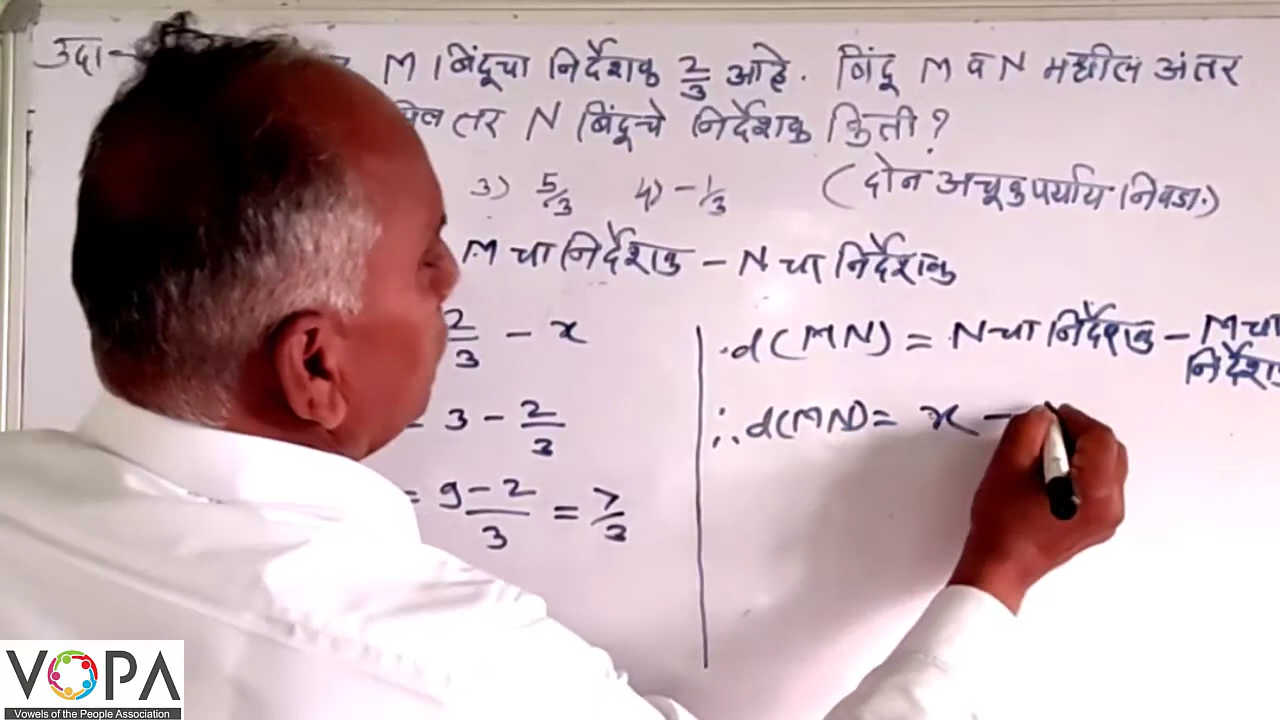 उदा- M बिंदूचा निर्देशक 2/3 आहे. बिंदू M व N मधील अंतर
तर N बिंदूचे निर्देशक किती?
3) 5/3 4) -1/3 (दोन अचूक पर्याय निवडा.)
M चा निर्देशक - N चा निर्देशक
2/3 - x
= 3 - 2/3
= 9-2/3 = 7/3
d(MN) = N चा निर्देशक - M चा
∴ d(MN) = x -
VOPA
Vowels of the People Association